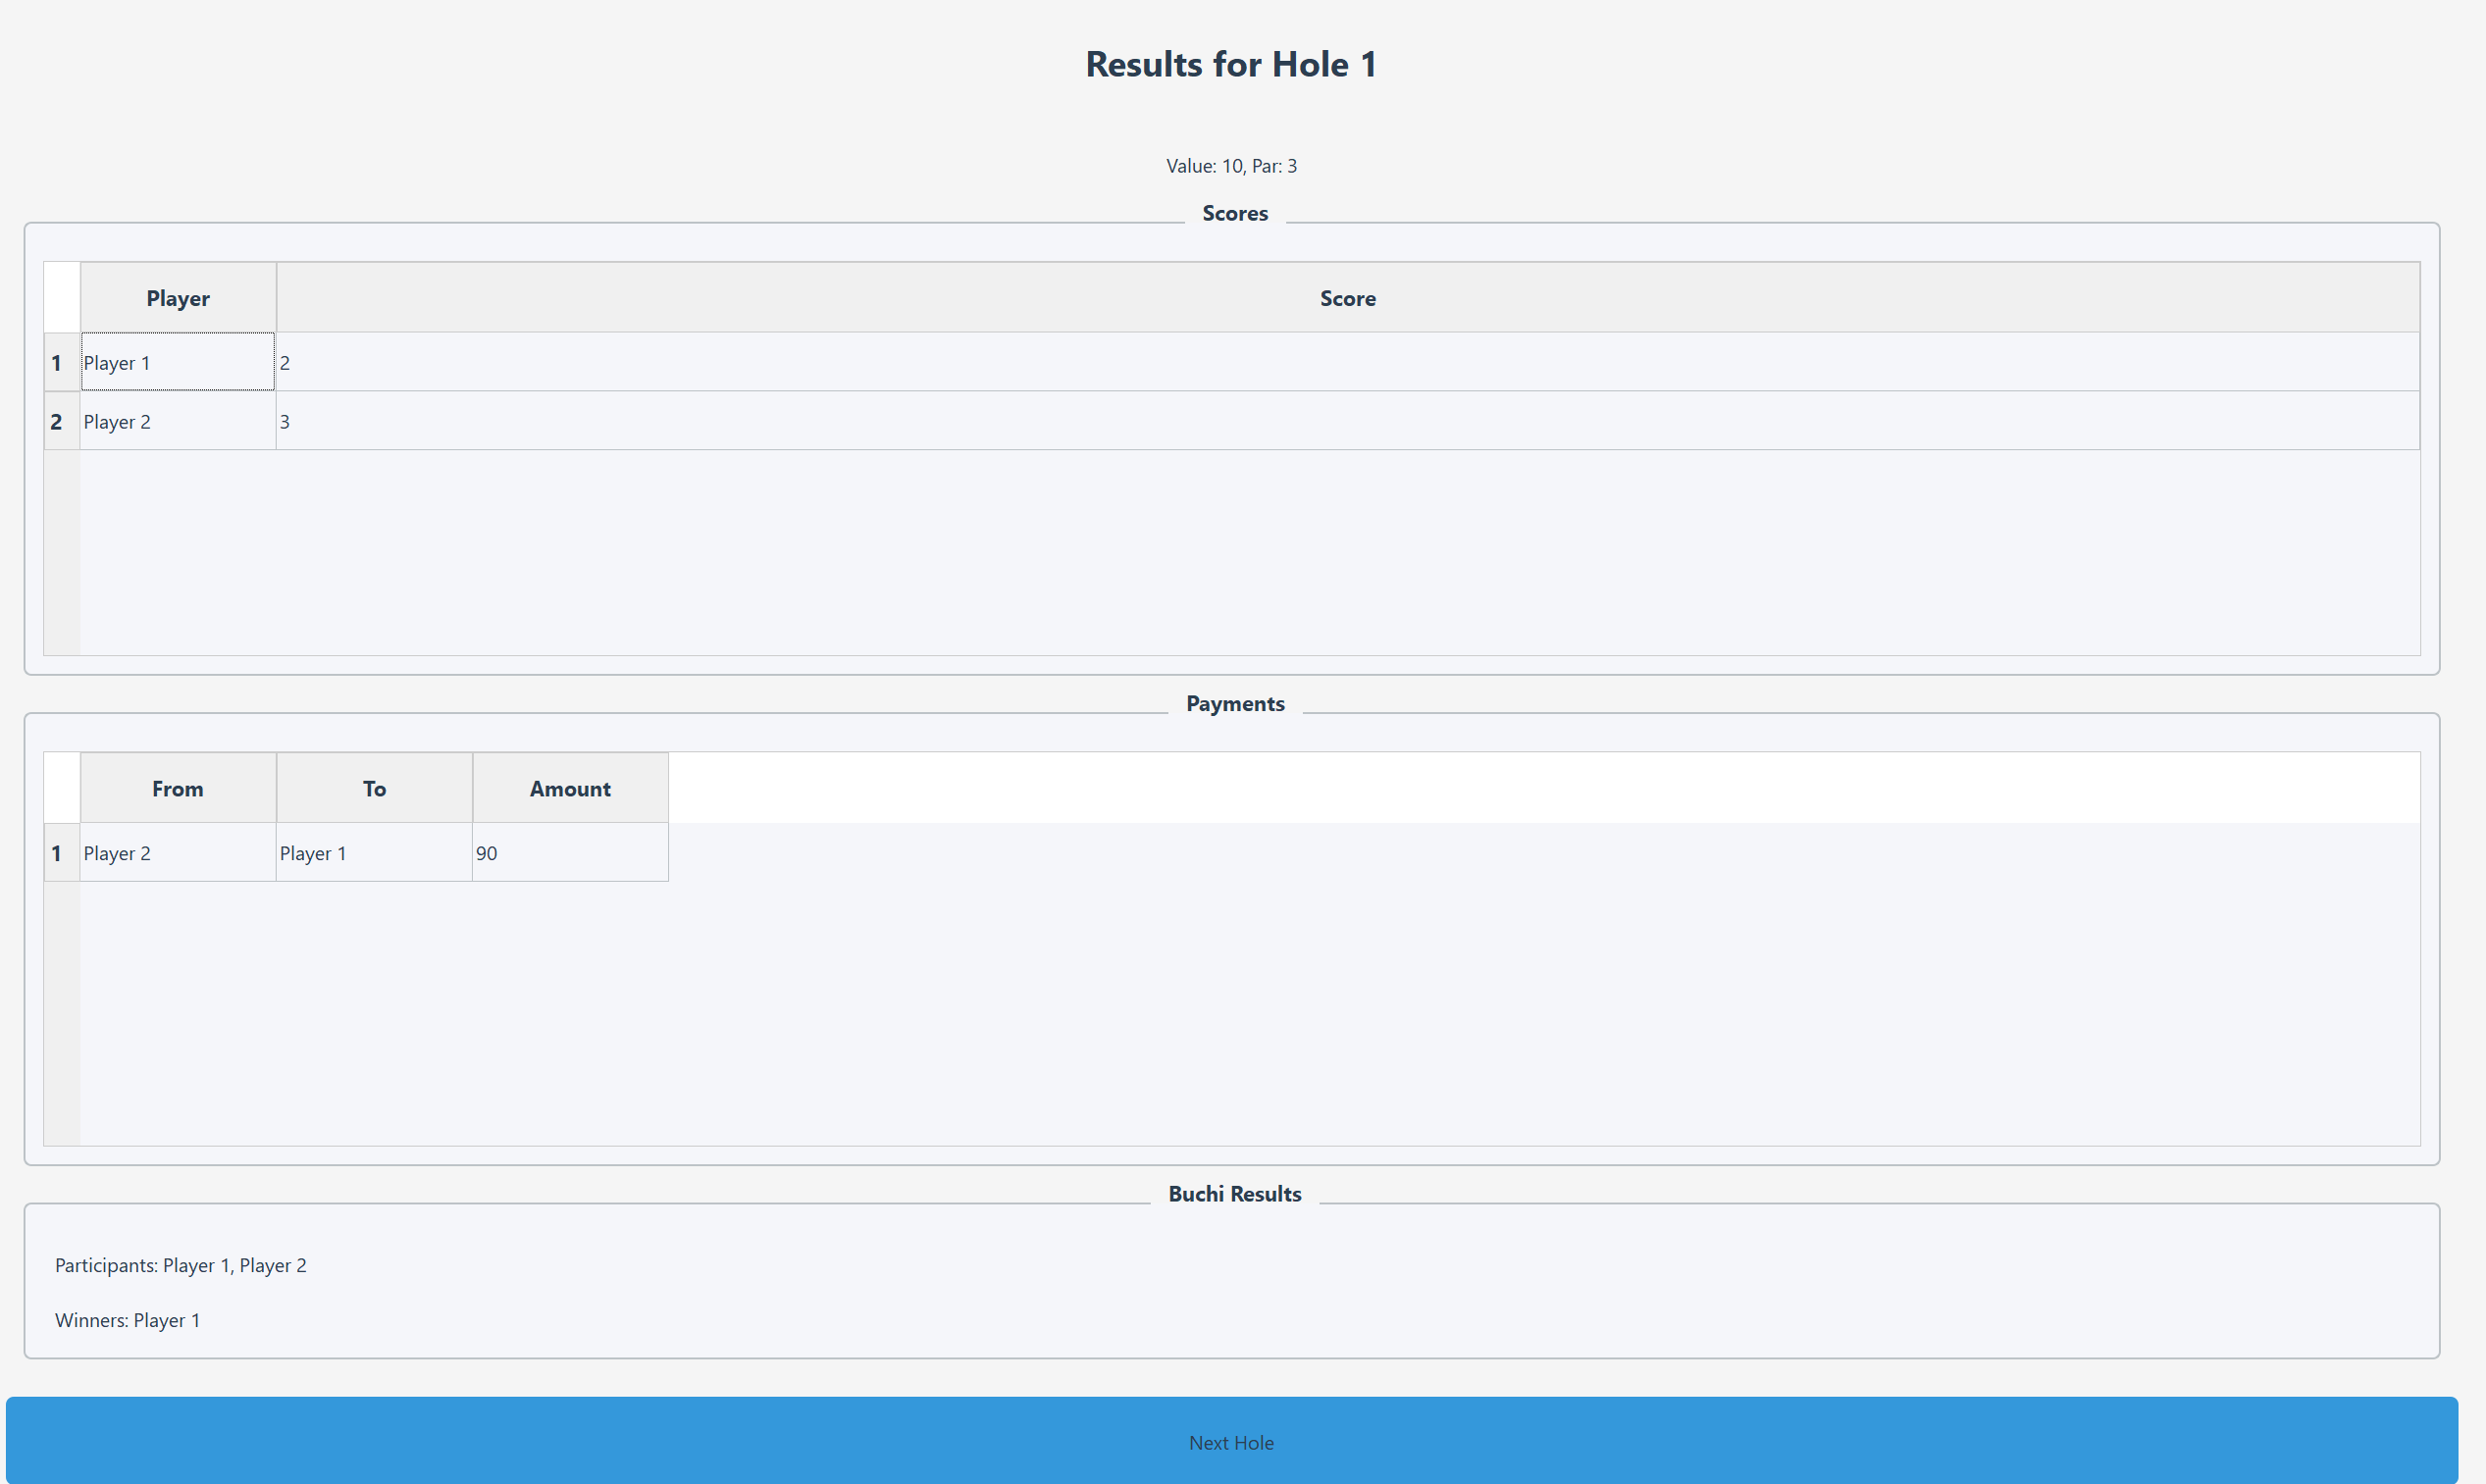 Results for Hole 1
Value: 10, Par: 3
Scores
Player Score
1 Player 1 2
2 Player 2 3
Payments
From To Amount
1 Player 2 Player 1 90
Buchi Results
Participants: Player 1, Player 2
Winners: Player 1
Next Hole